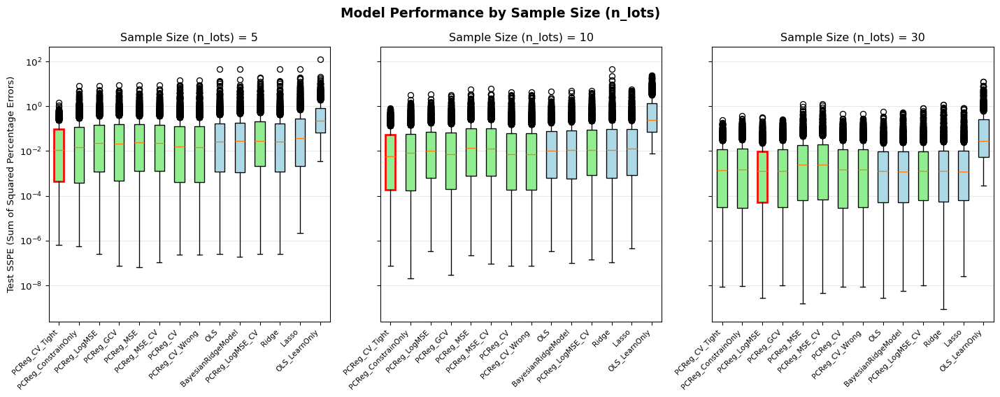 Model Performance by Sample Size (n_lots)
Sample Size (n_lots) = 5
Sample Size (n_lots) = 10
Sample Size (n_lots) = 30
Test SSPE (Sum of Squared Percentage Errors)
10²
10⁰
10⁻²
10⁻⁴
10⁻⁶
10⁻⁸
PCReg_CV_Tight
PCReg_ConstrainOnly
PCReg_LogMSE
PCReg_GCV
PCReg_MSE
PCReg_MSE_CV
PCReg_CV
PCReg_CV_Wrong
OLS
BayesianRidgeModel
PCReg_LogMSE_CV
Ridge
Lasso
OLS_LearnOnly
PCReg_CV_Tight
PCReg_ConstrainOnly
PCReg_LogMSE
PCReg_GCV
PCReg_MSE
PCReg_MSE_CV
PCReg_CV
PCReg_CV_Wrong
OLS
BayesianRidgeModel
PCReg_LogMSE_CV
Ridge
Lasso
OLS_LearnOnly
PCReg_CV_Tight
PCReg_ConstrainOnly
PCReg_LogMSE
PCReg_GCV
PCReg_MSE
PCReg_MSE_CV
PCReg_CV
PCReg_CV_Wrong
OLS
BayesianRidgeModel
PCReg_LogMSE_CV
Ridge
Lasso
OLS_LearnOnly